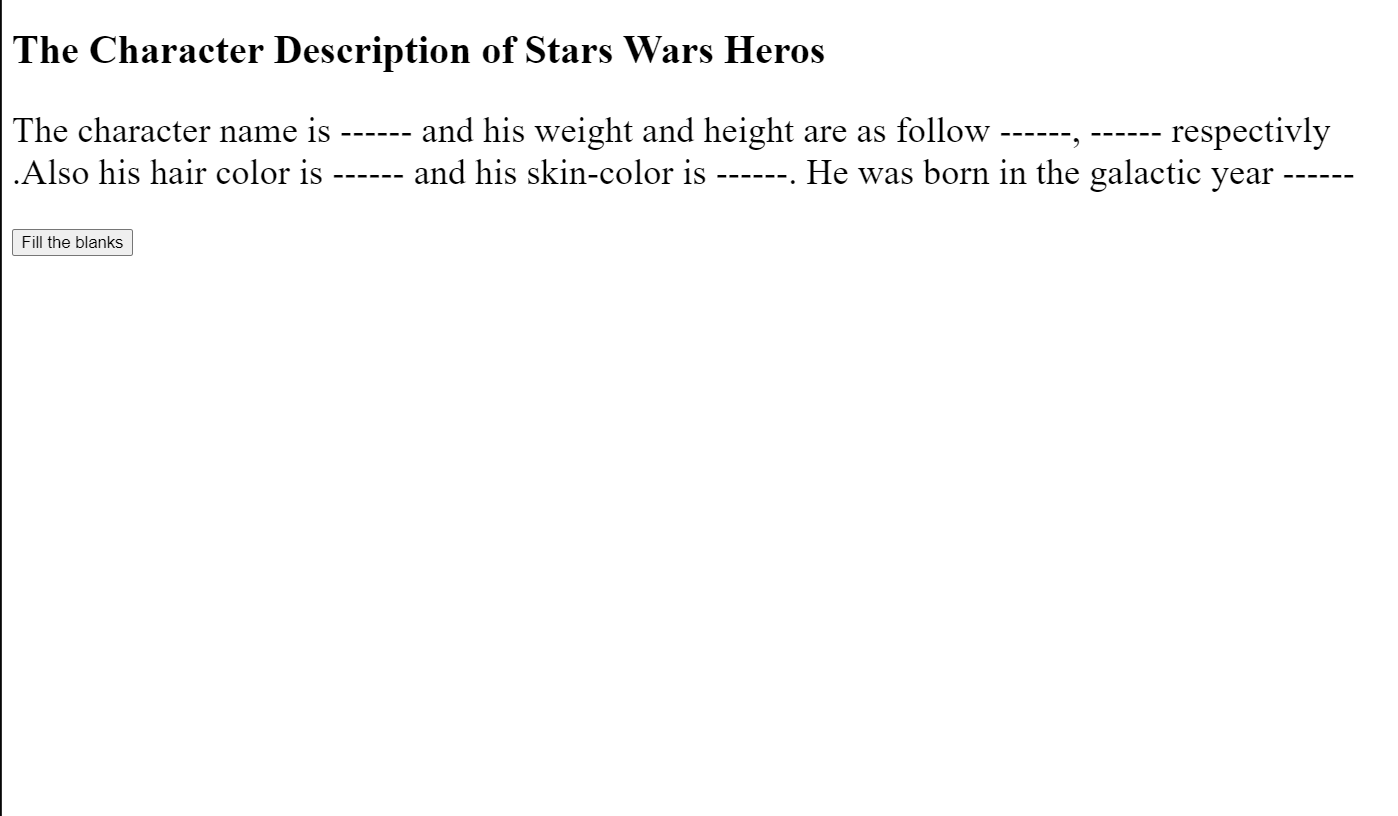 The Character Description of Stars Wars Heros
The character name is ------ and his weight and height are as follow ------, ------ respectivly
.Also his hair color is ------ and his skin-color is ------. He was born in the galactic year ------
Fill the blanks